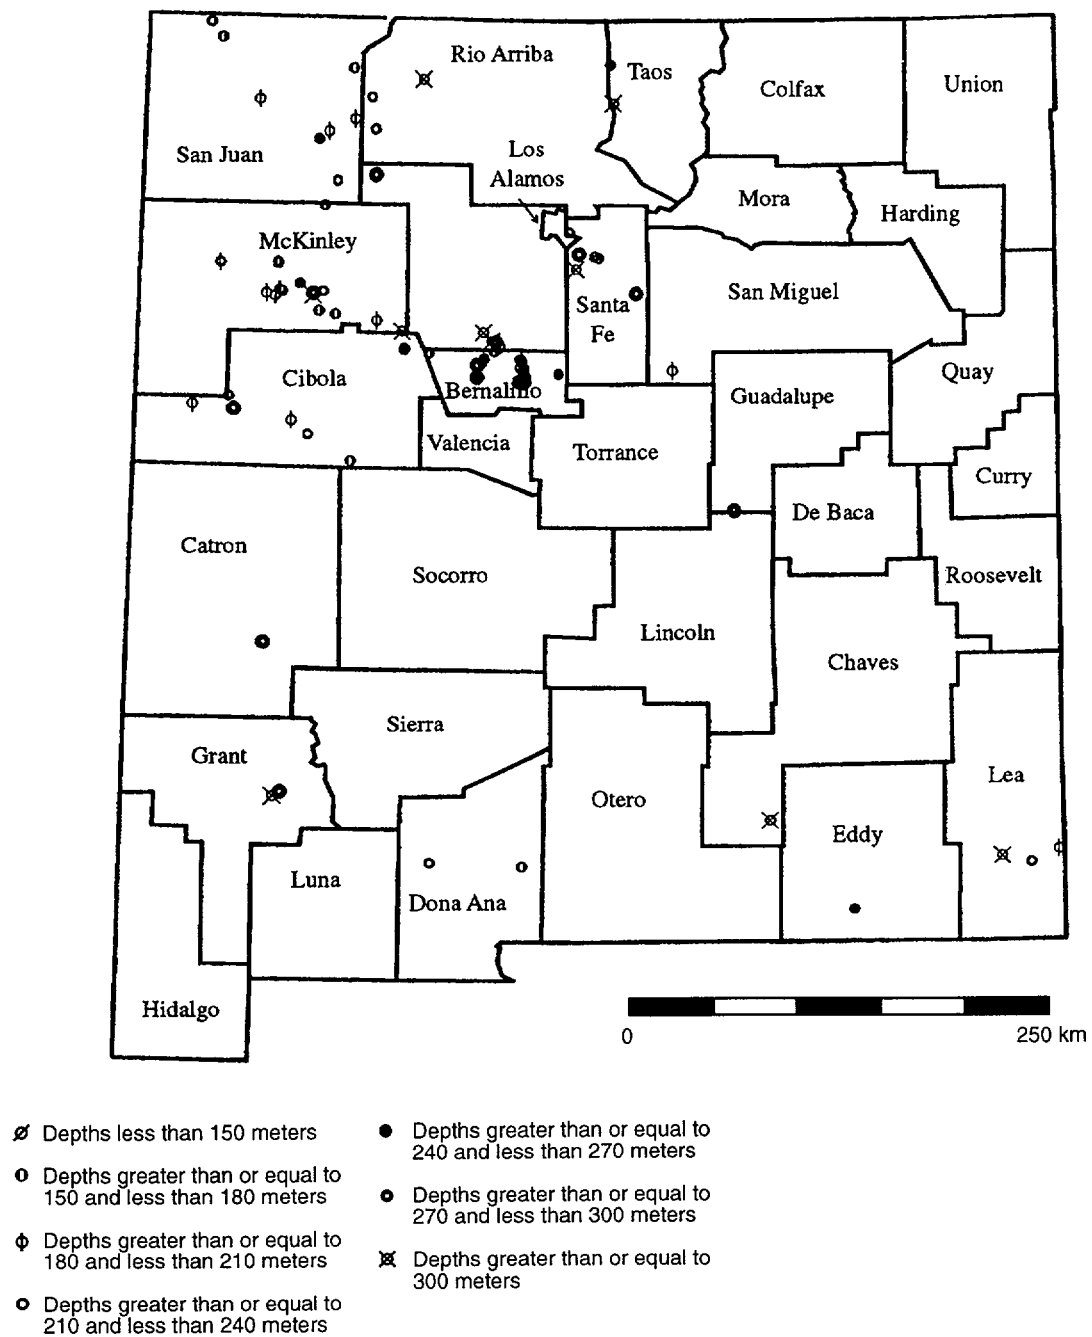 Rio Arriba
Taos
Colfax
Union
San Juan
Los
Alamos
Mora
Harding
McKinley
Santa
Fe
San Miguel
Cibola
Bernalillo
Guadalupe
Quay
Valencia
Torrance
Curry
De Baca
Catron
Socorro
Roosevelt
Lincoln
Chaves
Sierra
Grant
Otero
Lea
Eddy
Luna
Dona Ana
Hidalgo
0
250 km
Depths less than 150 meters
Depths greater than or equal to
150 and less than 180 meters
Depths greater than or equal to
180 and less than 210 meters
Depths greater than or equal to
210 and less than 240 meters
Depths greater than or equal to
240 and less than 270 meters
Depths greater than or equal to
270 and less than 300 meters
Depths greater than or equal to
300 meters